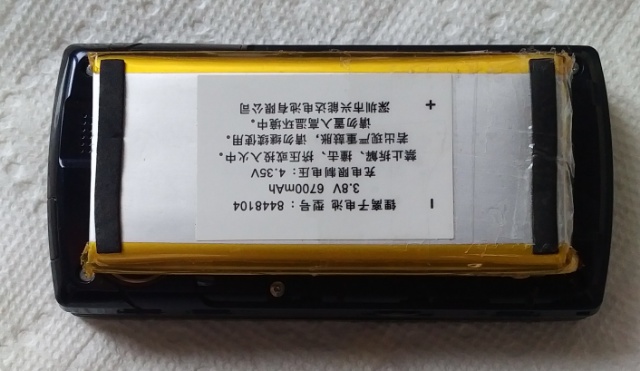 锂离子电池 型号：8448104
3.8V 6700mAh
充电限制电压：4.35V
禁止拆解、撞击、挤压或投入火中。
若出现严重鼓胀，请勿继续使用。
请勿置入高温环境中。
深圳市兴能达电池有限公司
− +